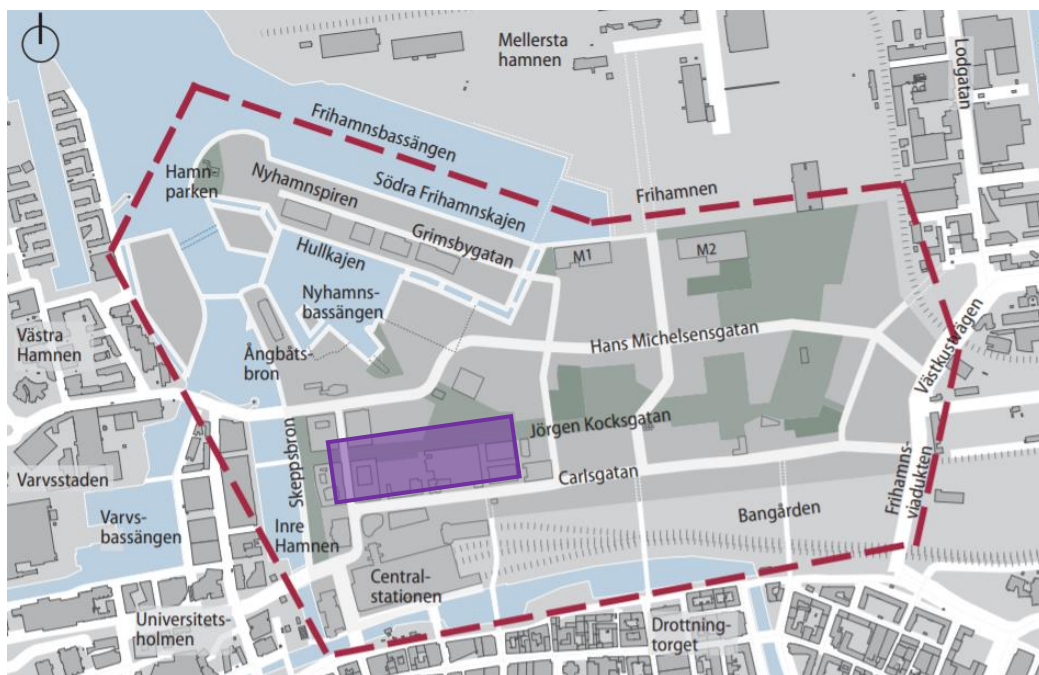 Mellersta
hamnen
Lodgatan
Frihamnsbassängen
Hamn-
parken
Nyhamnspiren
Södra Frihamnskajen
Frihamnen
Grimsbygatan
M1
M2
Hullkajen
Nyhamns-
bassängen
Västra
Hamnen
Ångbåts-
bron
Hans Michelsensgatan
Västkustvägen
Jörgen Kocksgatan
Skeppsbron
Carlsgatan
Varvsstaden
Varvs-
bassängen
Inre
Hamnen
Bangården
Frihamns-
viadukten
Central-
stationen
Universitets-
holmen
Drottning-
torget